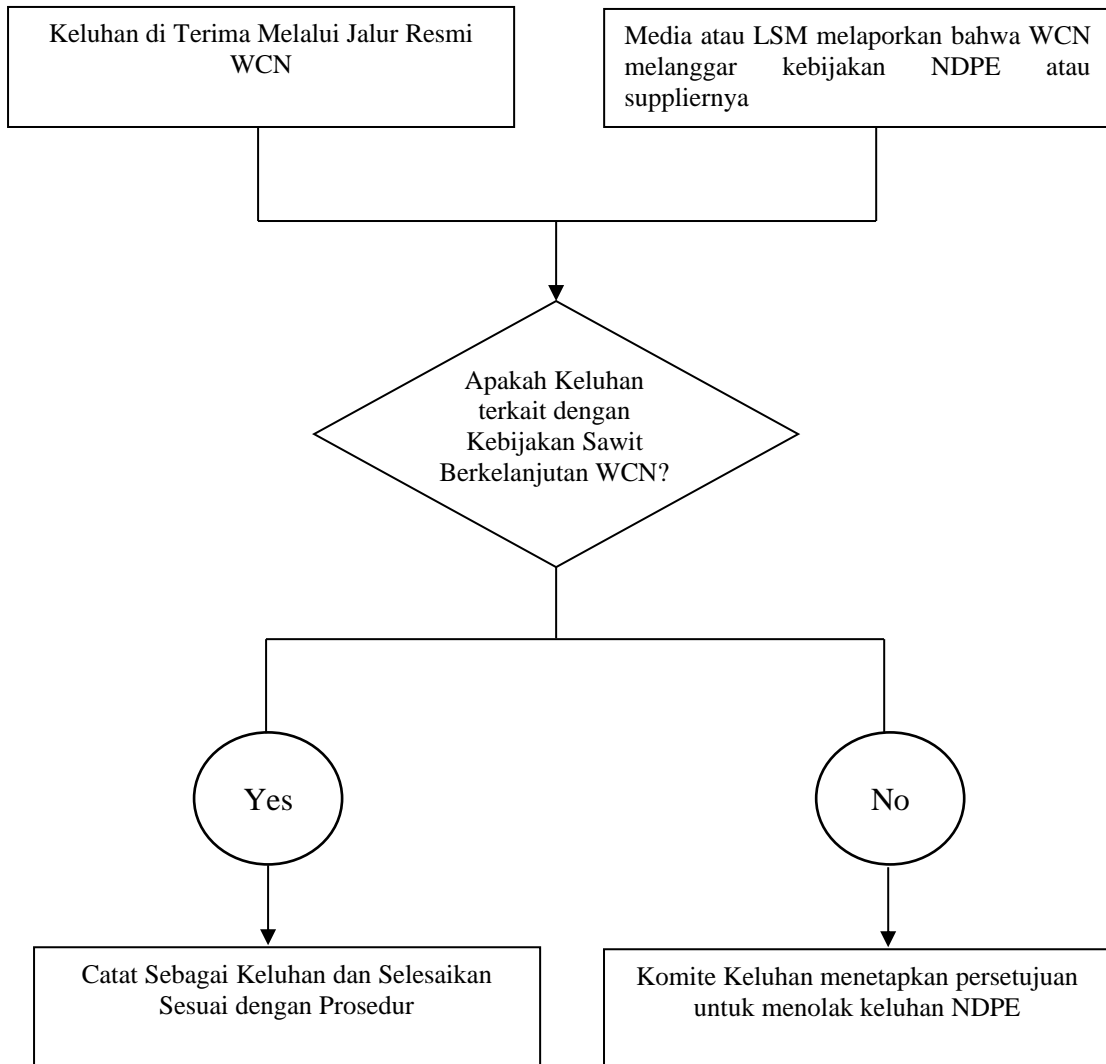 Keluhan di Terima Melalui Jalur Resmi
WCN
Media atau LSM melaporkan bahwa WCN
melanggar kebijakan NDPE atau
suppliernya
Apakah Keluhan
terkait dengan
Kebijakan Sawit
Berkelanjutan WCN?
Yes
No
Catat Sebagai Keluhan dan Selesaikan
Sesuai dengan Prosedur
Komite Keluhan menetapkan persetujuan
untuk menolak keluhan NDPE